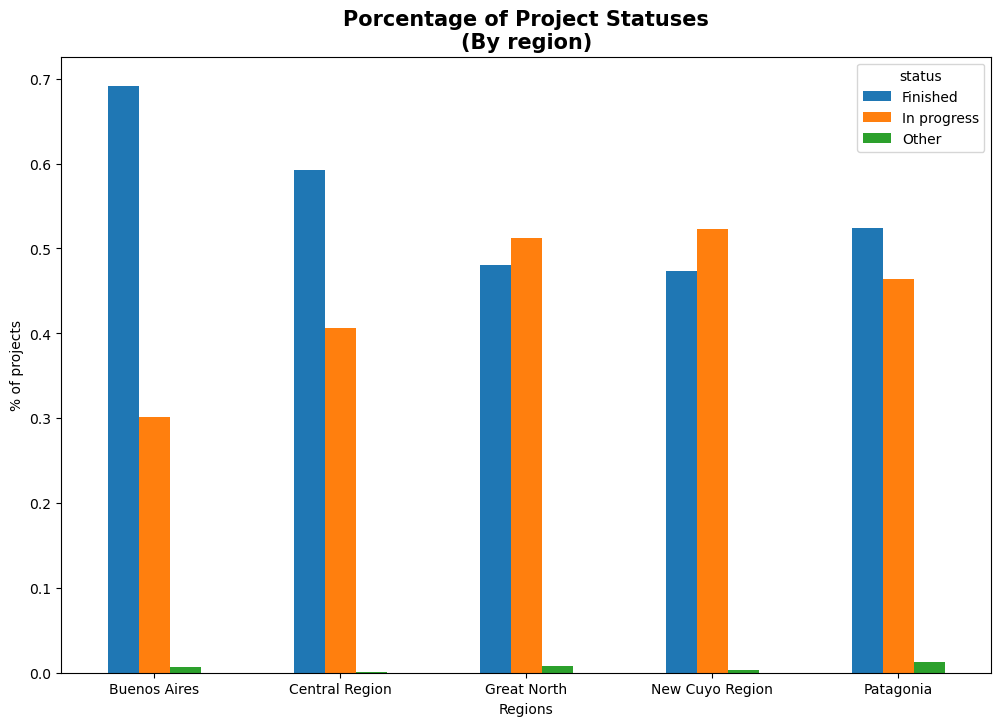 Porcentage of Project Statuses
(By region)
status
Finished
In progress
Other
% of projects
0.7
0.6
0.5
0.4
0.3
0.2
0.1
0.0
Buenos Aires
Central Region
Great North
New Cuyo Region
Patagonia
Regions